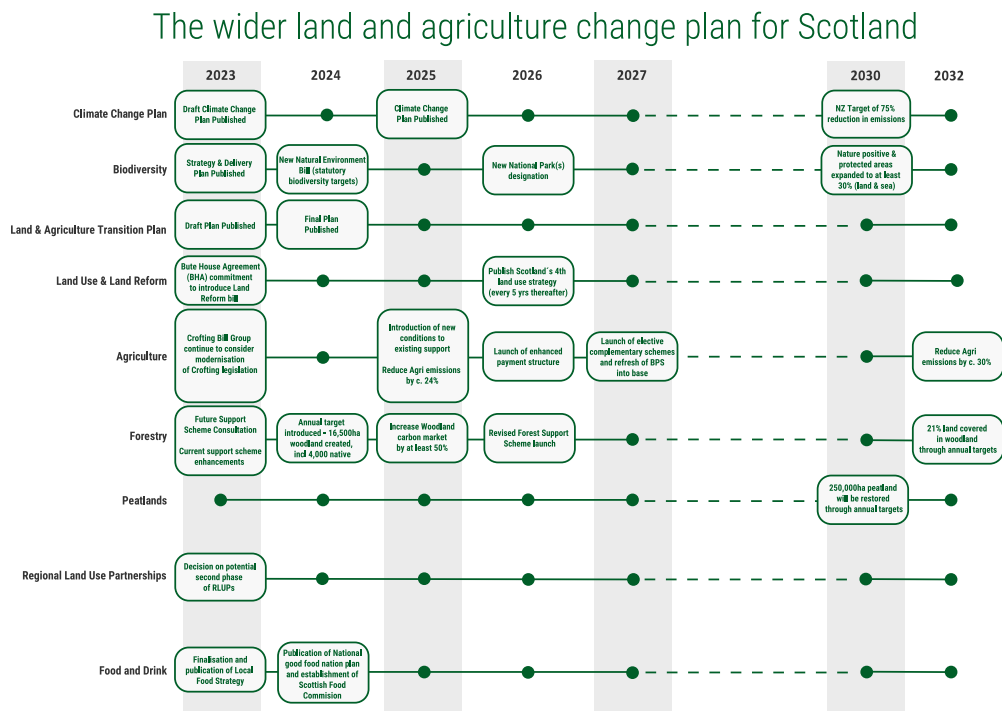 The wider land and agriculture change plan for Scotland
2023
2024
2025
2026
2027
2030
2032
Climate Change Plan
Draft Climate Change
Plan Published
Climate Change
Plan Published
NZ Target of 75%
reduction in emissions
Biodiversity
Strategy & Delivery
Plan Published
New Natural Environment
Bill (statutory
biodiversity targets)
New National Park(s)
designation
Nature positive &
protected areas
expanded to at least
30% (land & sea)
Land & Agriculture Transition Plan
Draft Plan Published
Final Plan
Published
Land Use & Land Reform
Bute House Agreement
(BHA) commitment
to introduce Land
Reform bill
Publish Scotland´s 4th
land use strategy
(every 5 yrs thereafter)
Agriculture
Crofting Bill Group
continue to consider
modernisation
of Crofting legislation
Introduction of new
conditions to
existing support
Reduce Agri emissions
by c. 24%
Launch of enhanced
payment structure
Launch of elective
complementary schemes
and refresh of BPS
into base
Reduce Agri
emissions by c. 30%
Forestry
Future Support
Scheme Consultation
Current support scheme
enhancements
Annual target
introduced – 16,500ha
woodland created,
incl 4,000 native
Increase Woodland
carbon market
by at least 50%
Revised Forest Support
Scheme launch
21% land covered
in woodland
through annual targets
Peatlands
250,000ha peatland
will be restored
through annual targets
Regional Land Use Partnerships
Decision on potential
second phase
of RLUPs
Food and Drink
Finalisation and
publication of Local
Food Strategy
Publication of National
good food nation plan
and establishment of
Scottish Food
Commision